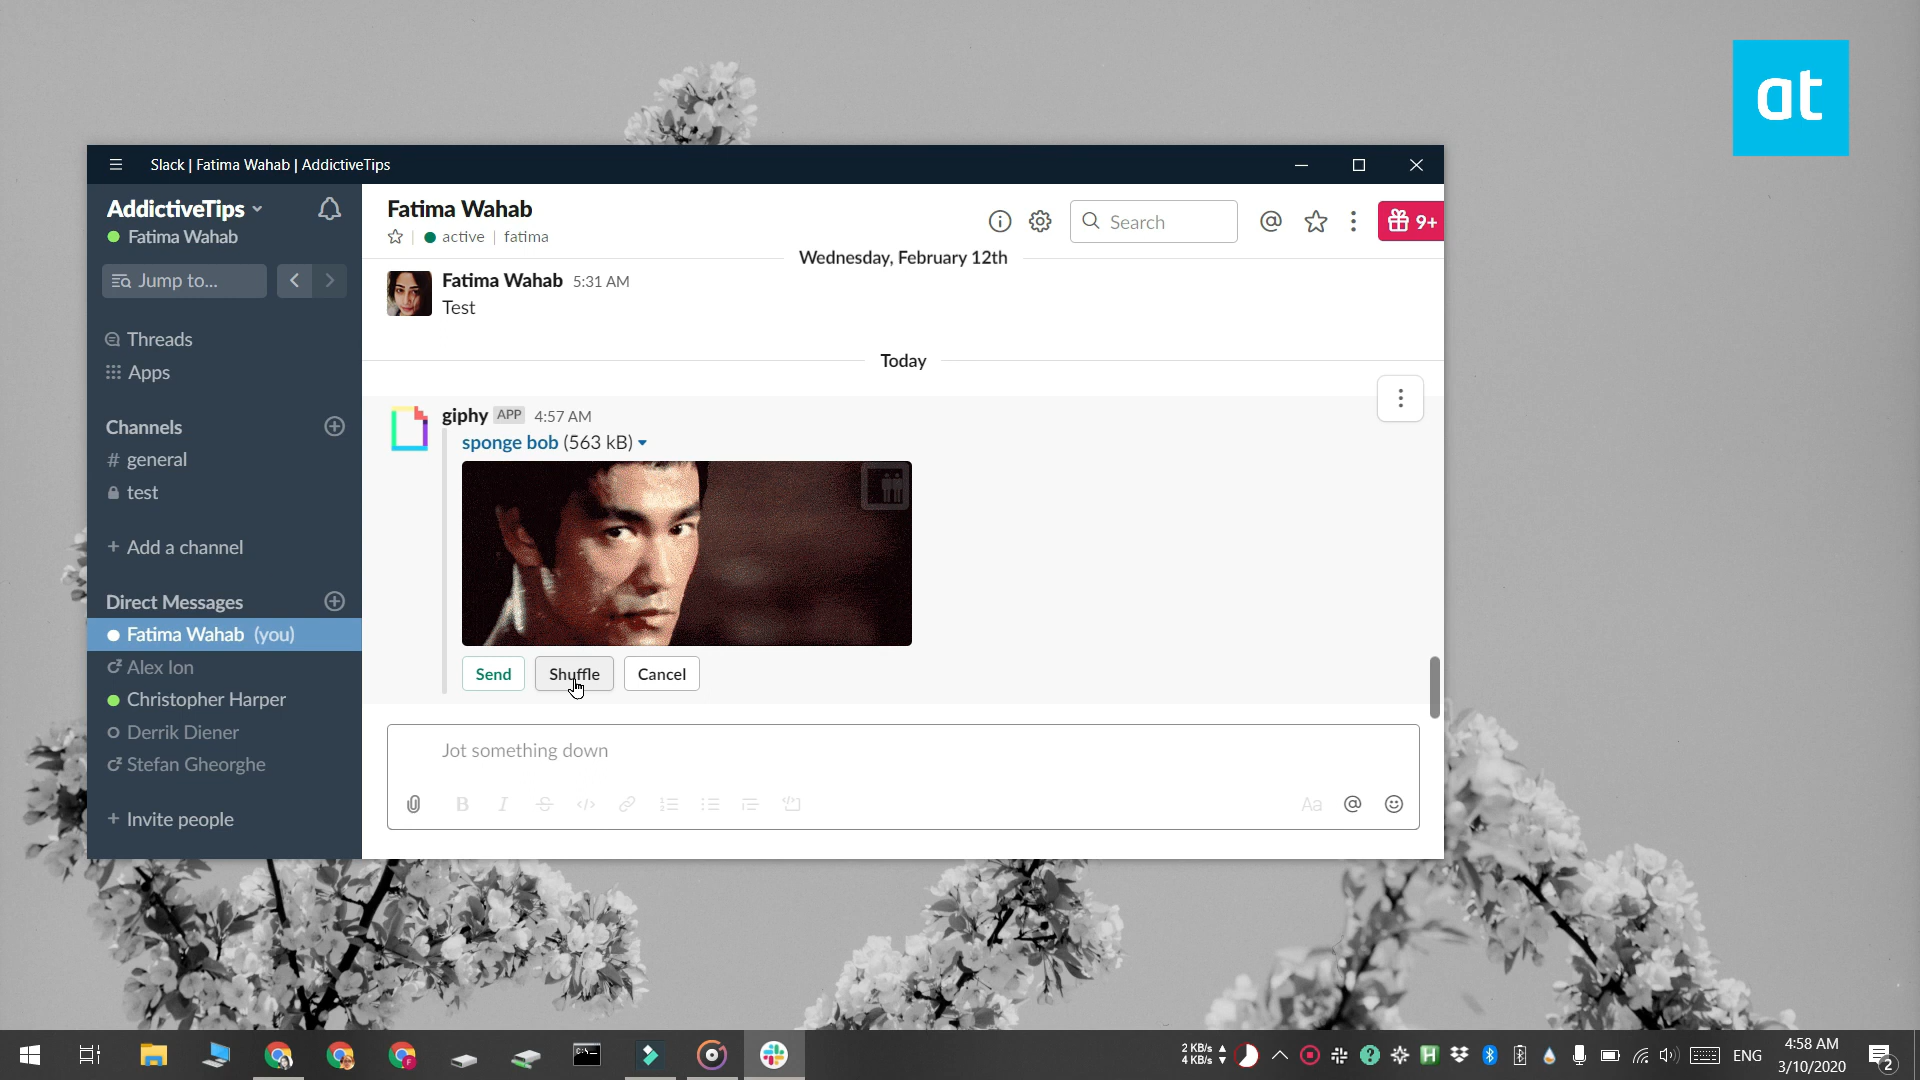 at
Slack | Fatima Wahab | AddictiveTips
AddictiveTips
Fatima Wahab
Jump to...
Threads
Apps
Channels
# general
test
+ Add a channel
Direct Messages
Fatima Wahab (you)
Alex Ion
Christopher Harper
Derrik Diener
Stefan Gheorghe
+ Invite people
Fatima Wahab
active | fatima
Search
9+
Wednesday, February 12th
Fatima Wahab 5:31 AM
Test
Today
giphy APP 4:57 AM
sponge bob (563 kB)
Send Shuffle Cancel
Jot something down
B I S </> Aa @
2 KB/s
4 KB/s
ENG
4:58 AM
3/10/2020
2